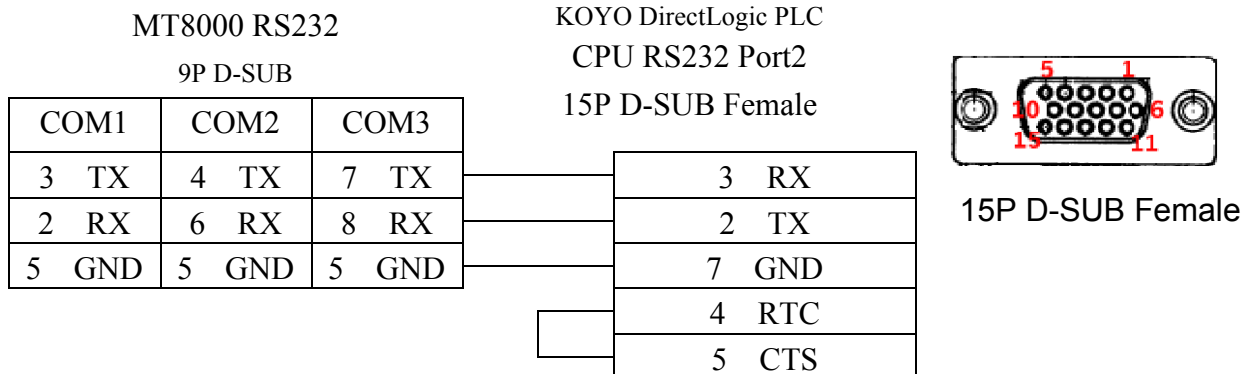 MT8000 RS232
9P D-SUB
COM1 COM2 COM3
3 TX 4 TX 7 TX
2 RX 6 RX 8 RX
5 GND 5 GND 5 GND
KOYO DirectLogic PLC
CPU RS232 Port2
15P D-SUB Female
3 RX
2 TX
7 GND
4 RTC
5 CTS
5 1
10 6
15 11
15P D-SUB Female